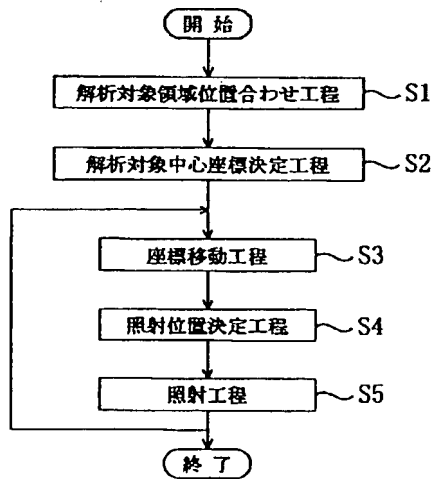 開 始
解析対象領域位置合わせ工程 S1
解析対象中心座標決定工程 S2
座標移動工程 S3
照射位置決定工程 S4
照射工程 S5
終 了